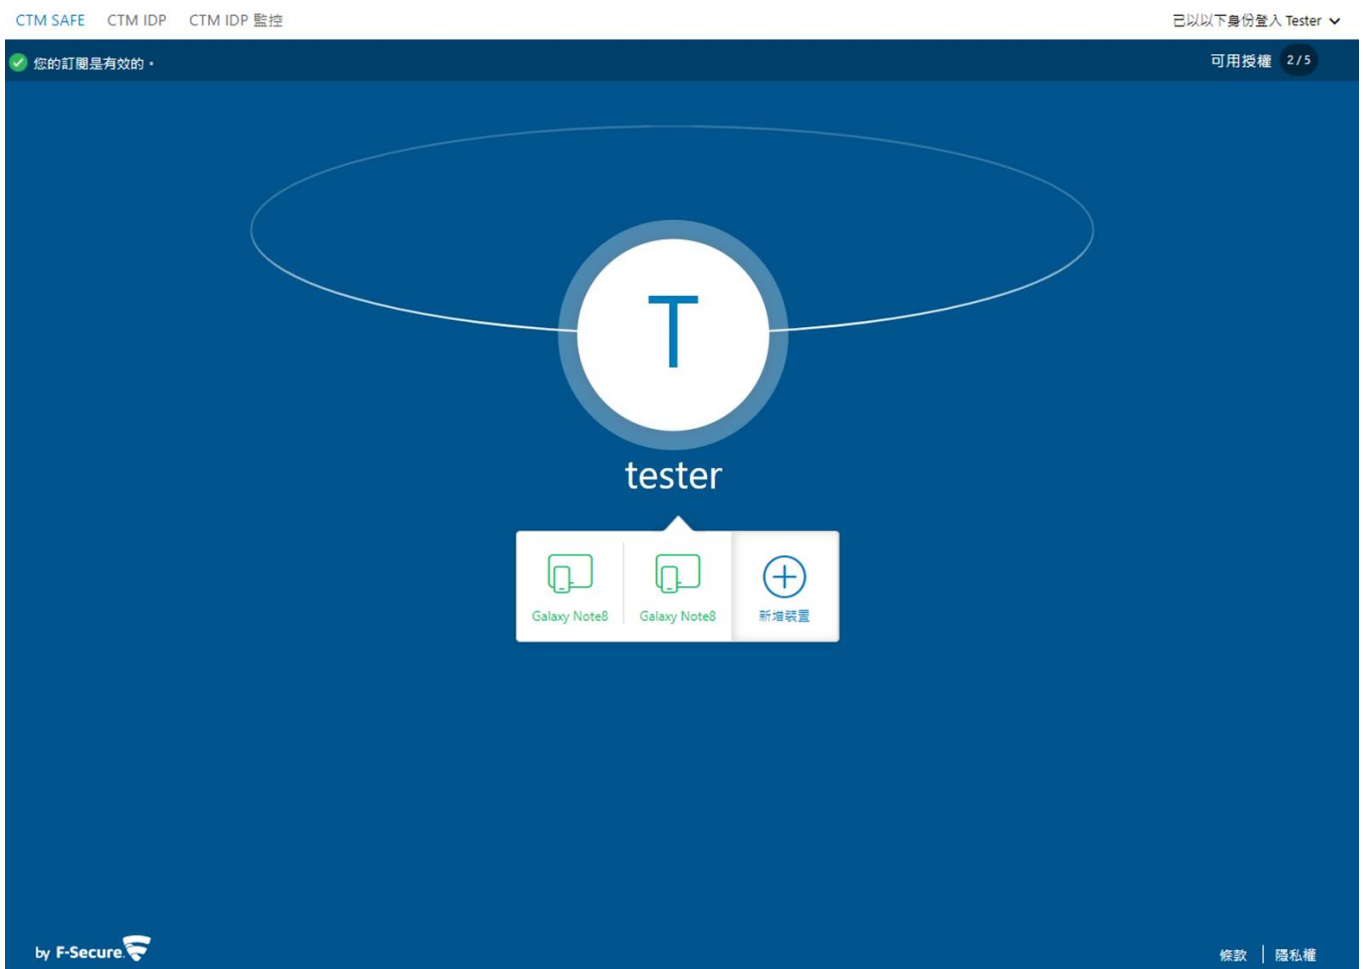 CTM SAFE CTM IDP CTM IDP 監控 已以以下身份登入 Tester
您的訂閱是有效的。 可用授權 2/5
T
tester
Galaxy Note8 Galaxy Note8 新增裝置
by F-Secure. 條款 隱私權